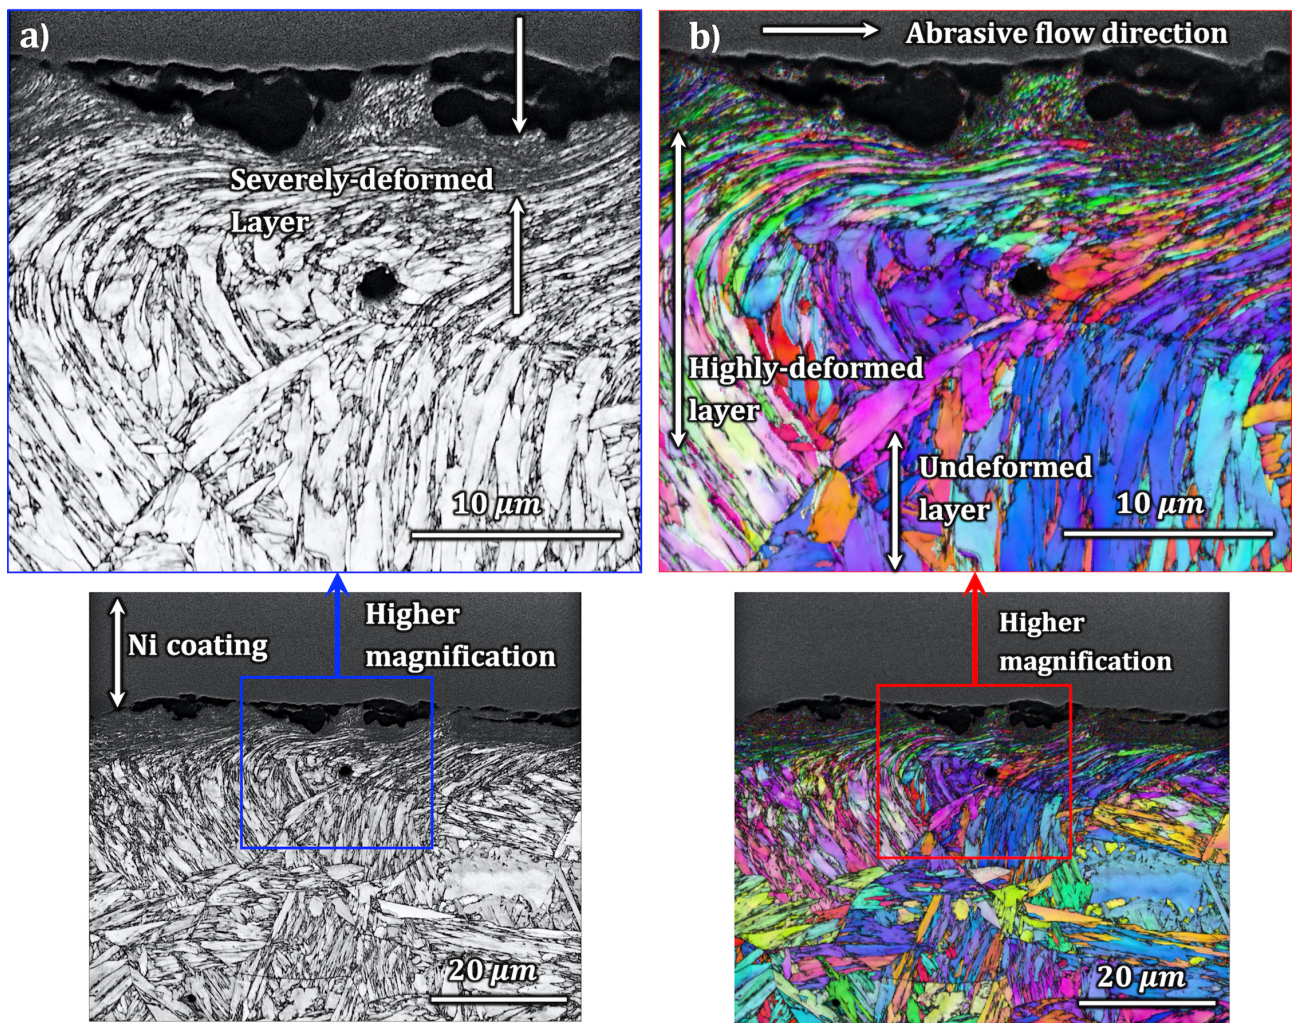 a)
Severely-deformed
Layer
10 μm
b)
Abrasive flow direction
Highly-deformed
layer
Undeformed
layer
10 μm
Ni coating
Higher
magnification
20 μm
Higher
magnification
20 μm